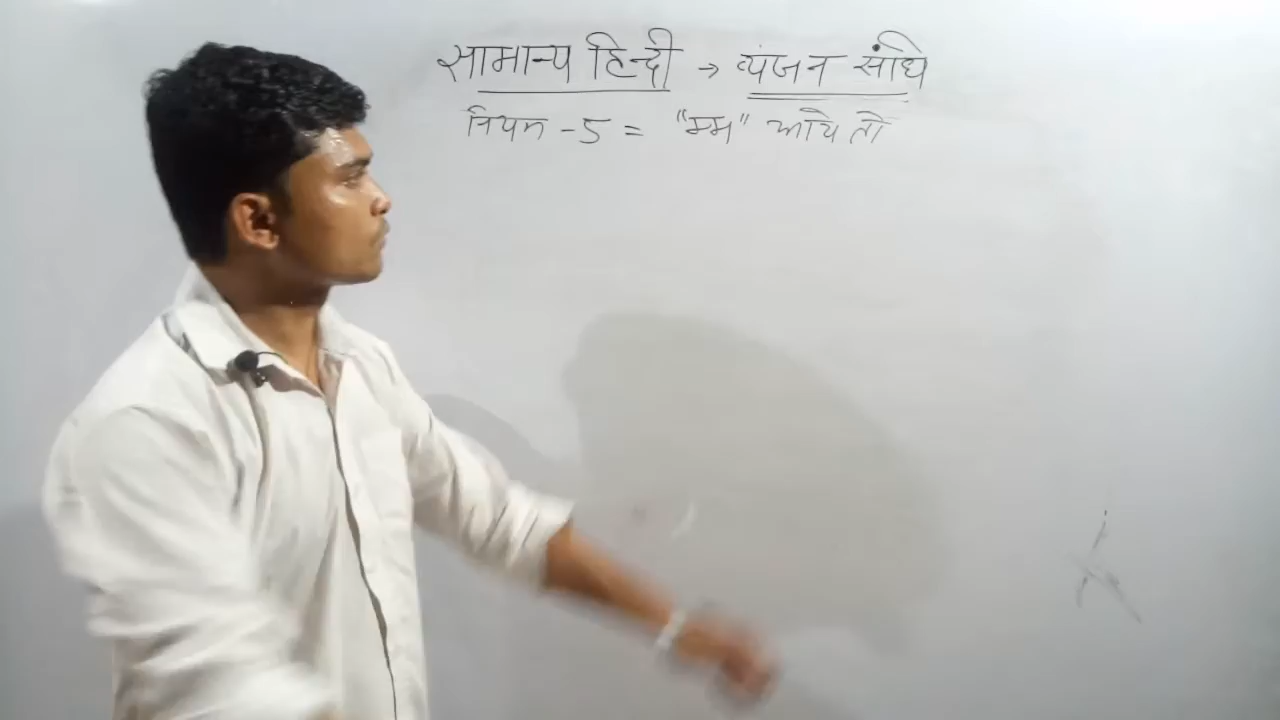 सामान्य हिन्दी → व्यंजन संधि
नियम - 5 = "म्म" आये तो